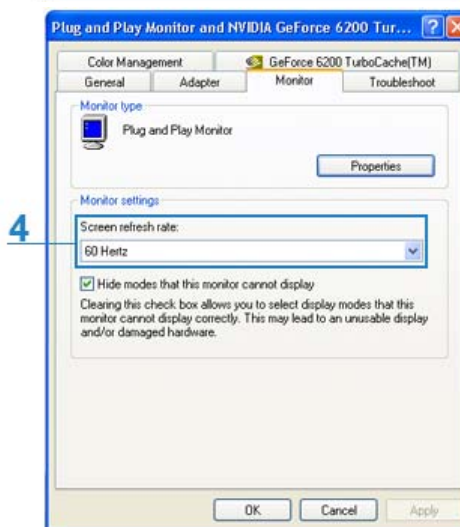 Plug and Play Monitor and NVIDIA GeForce 6200 Tur...
Color Management
GeForce 6200 TurboCache(TM)
General
Adapter
Monitor
Troubleshoot
Monitor type
Plug and Play Monitor
Properties
Monitor settings
4
Screen refresh rate:
60 Hertz
Hide modes that this monitor cannot display
Clearing this check box allows you to select display modes that this
monitor cannot display correctly. This may lead to an unusable display
and/or damaged hardware.
OK
Cancel
Apply